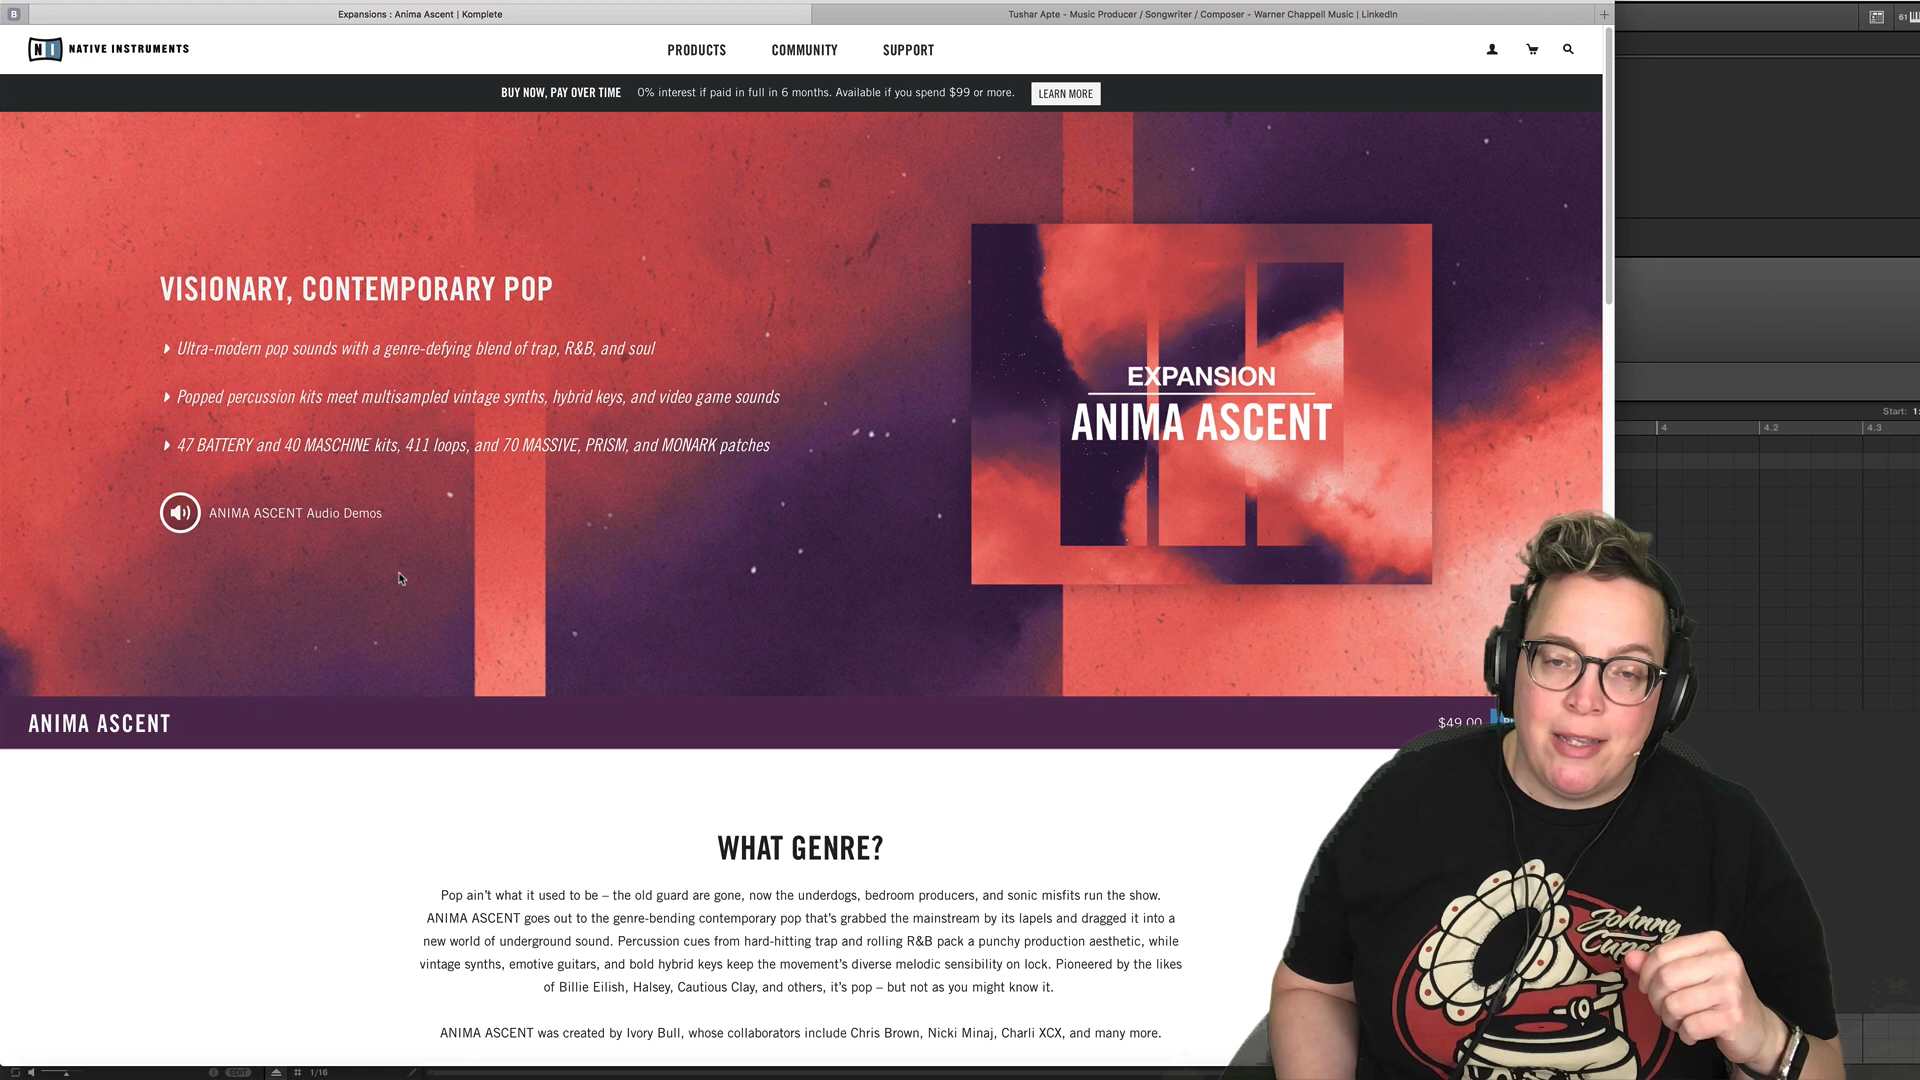 Expansions : Anima Ascent | Komplete
Tushar Apte - Music Producer / Songwriter / Composer - Warner Chappell Music | LinkedIn
61
NI NATIVE INSTRUMENTS
PRODUCTS COMMUNITY SUPPORT
BUY NOW, PAY OVER TIME 0% interest if paid in full in 6 months. Available if you spend $99 or more. LEARN MORE
VISIONARY, CONTEMPORARY POP
Ultra-modern pop sounds with a genre-defying blend of trap, R&B, and soul
Popped percussion kits meet multisampled vintage synths, hybrid keys, and video game sounds
47 BATTERY and 40 MASCHINE kits, 411 loops, and 70 MASSIVE, PRISM, and MONARK patches
ANIMA ASCENT Audio Demos
EXPANSION
ANIMA ASCENT
Start:
4 4.2 4.3
ANIMA ASCENT
$49.00
WHAT GENRE?
Pop ain't what it used to be – the old guard are gone, now the underdogs, bedroom producers, and sonic misfits run the show.
ANIMA ASCENT goes out to the genre-bending contemporary pop that's grabbed the mainstream by its lapels and dragged it into a
new world of underground sound. Percussion cues from hard-hitting trap and rolling R&B pack a punchy production aesthetic, while
vintage synths, emotive guitars, and bold hybrid keys keep the movement's diverse melodic sensibility on lock. Pioneered by the likes
of Billie Eilish, Halsey, Cautious Clay, and others, it's pop – but not as you might know it.
ANIMA ASCENT was created by Ivory Bull, whose collaborators include Chris Brown, Nicki Minaj, Charli XCX, and many more.
Johnny
EDIT 1/16